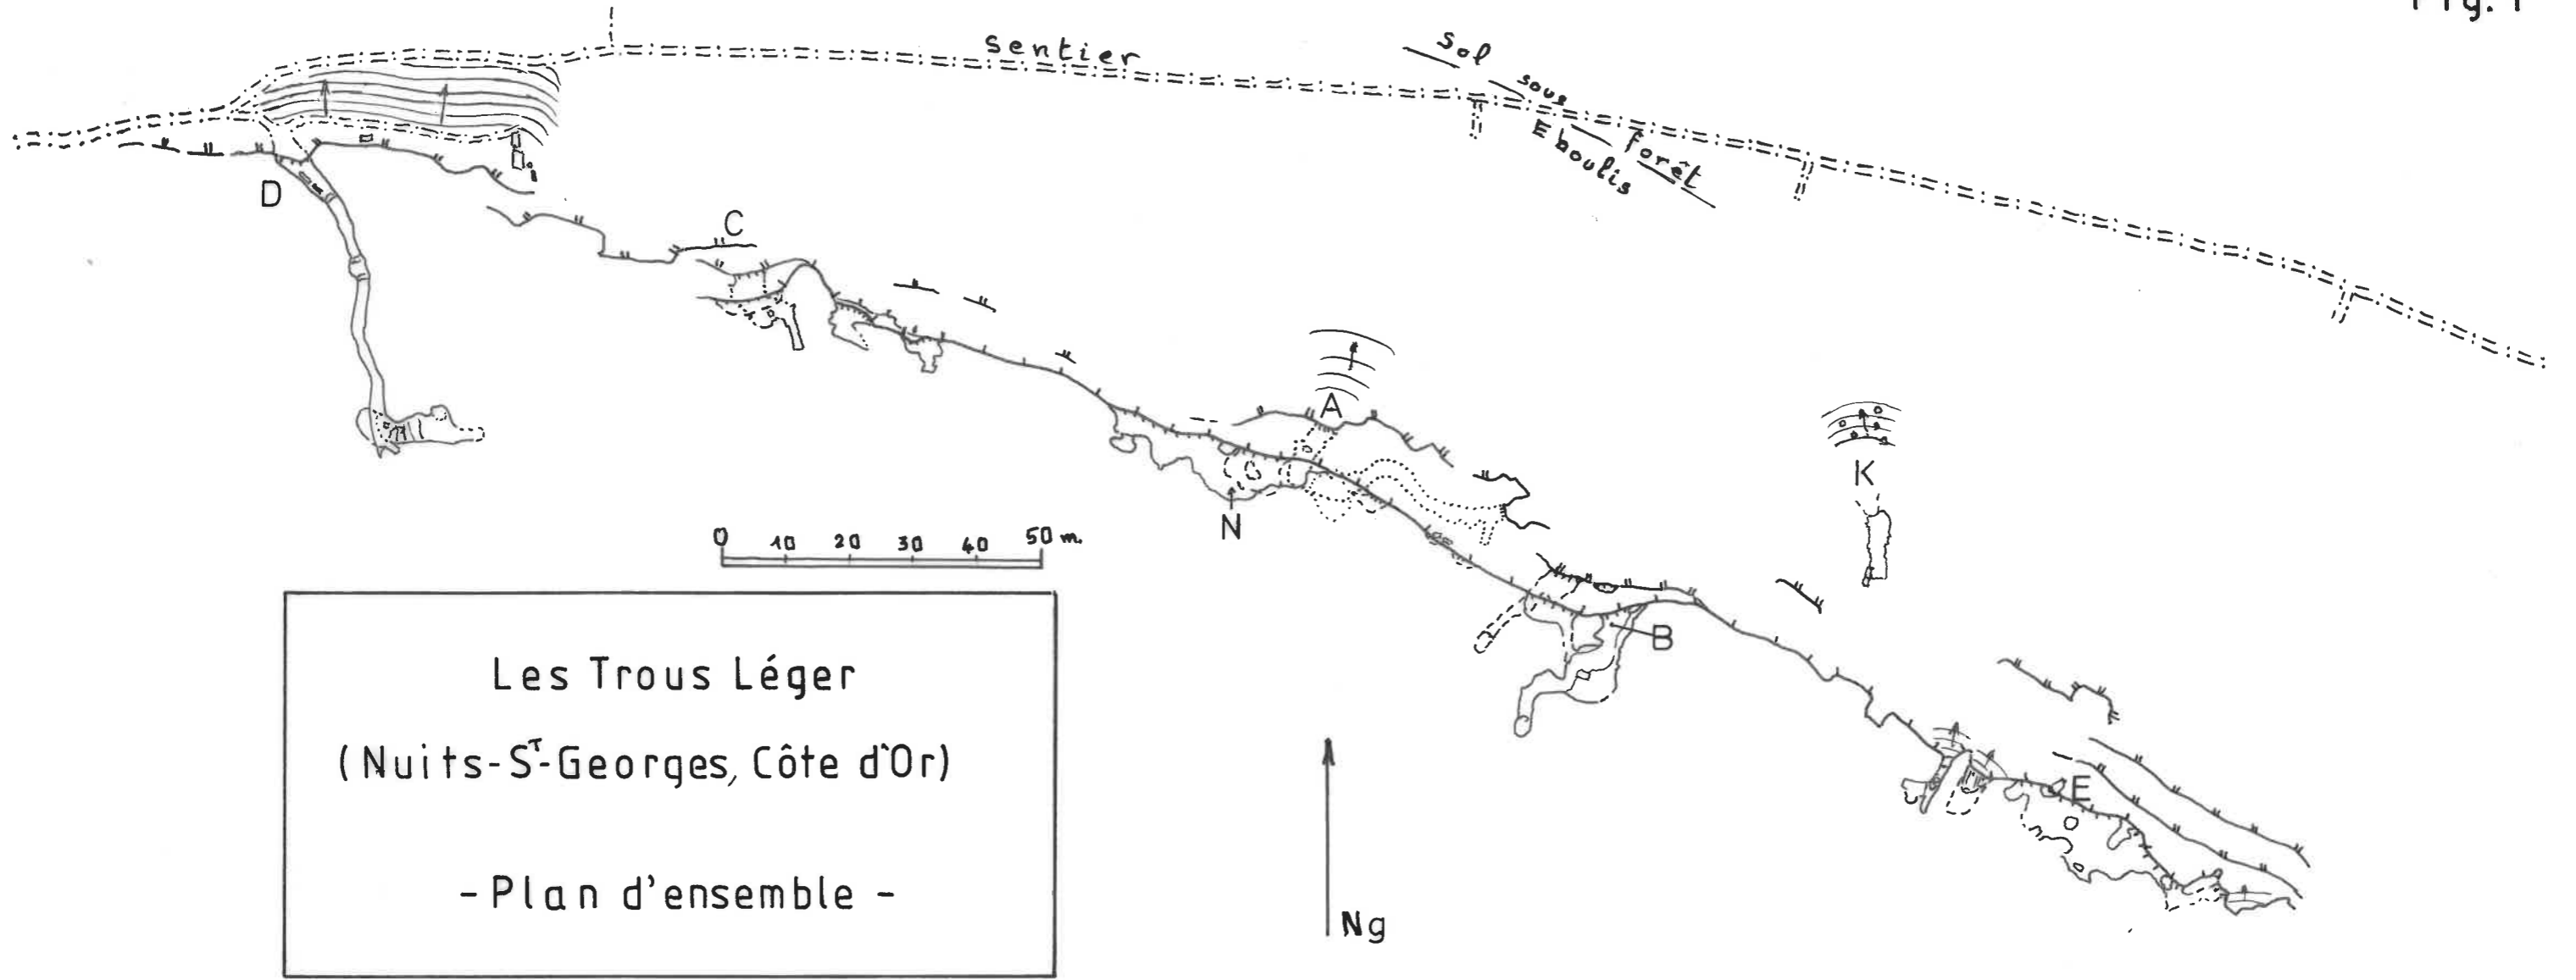 Fig. 1
sentier
Sol sous forêt
Eboulis
D
C
A
K
N
B
E
0 10 20 30 40 50 m.
Les Trous Léger
(Nuits-Sᵀ-Georges, Côte d'Or)
- Plan d'ensemble -
Ng